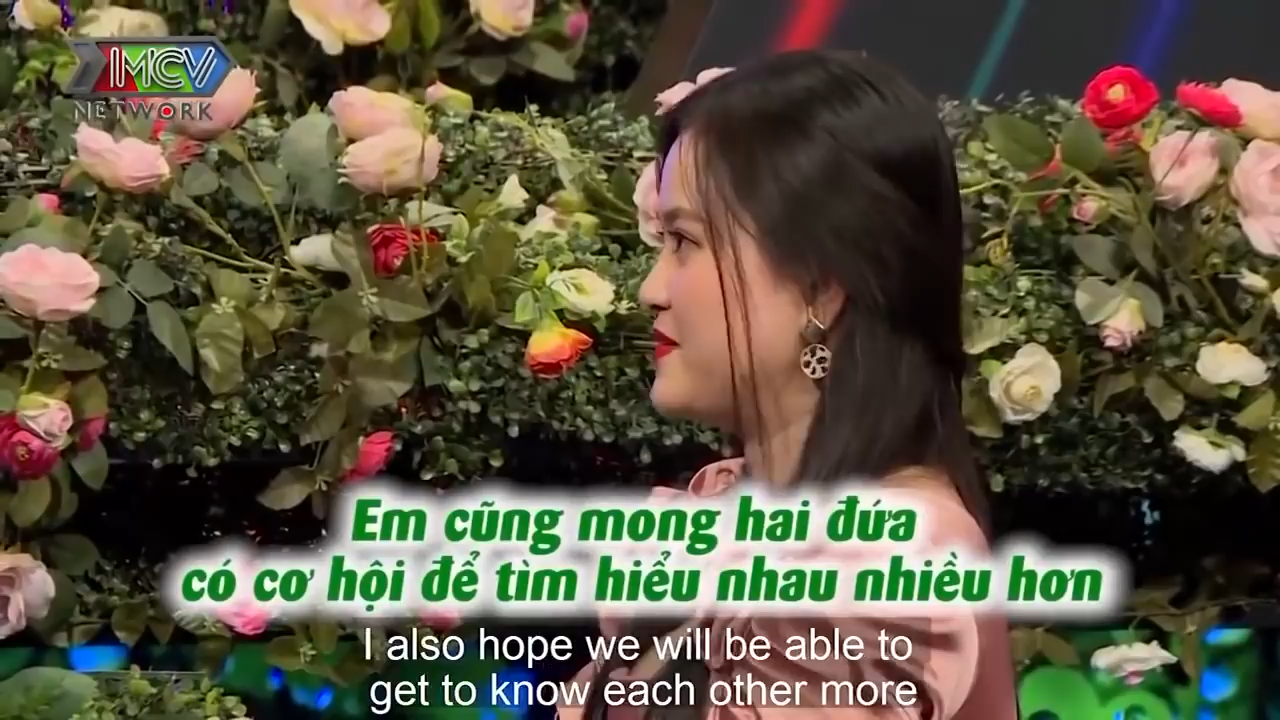 MCV
NETWORK
Em cũng mong hai đứa
có cơ hội để tìm hiểu nhau nhiều hơn
I also hope we will be able to
get to know each other more